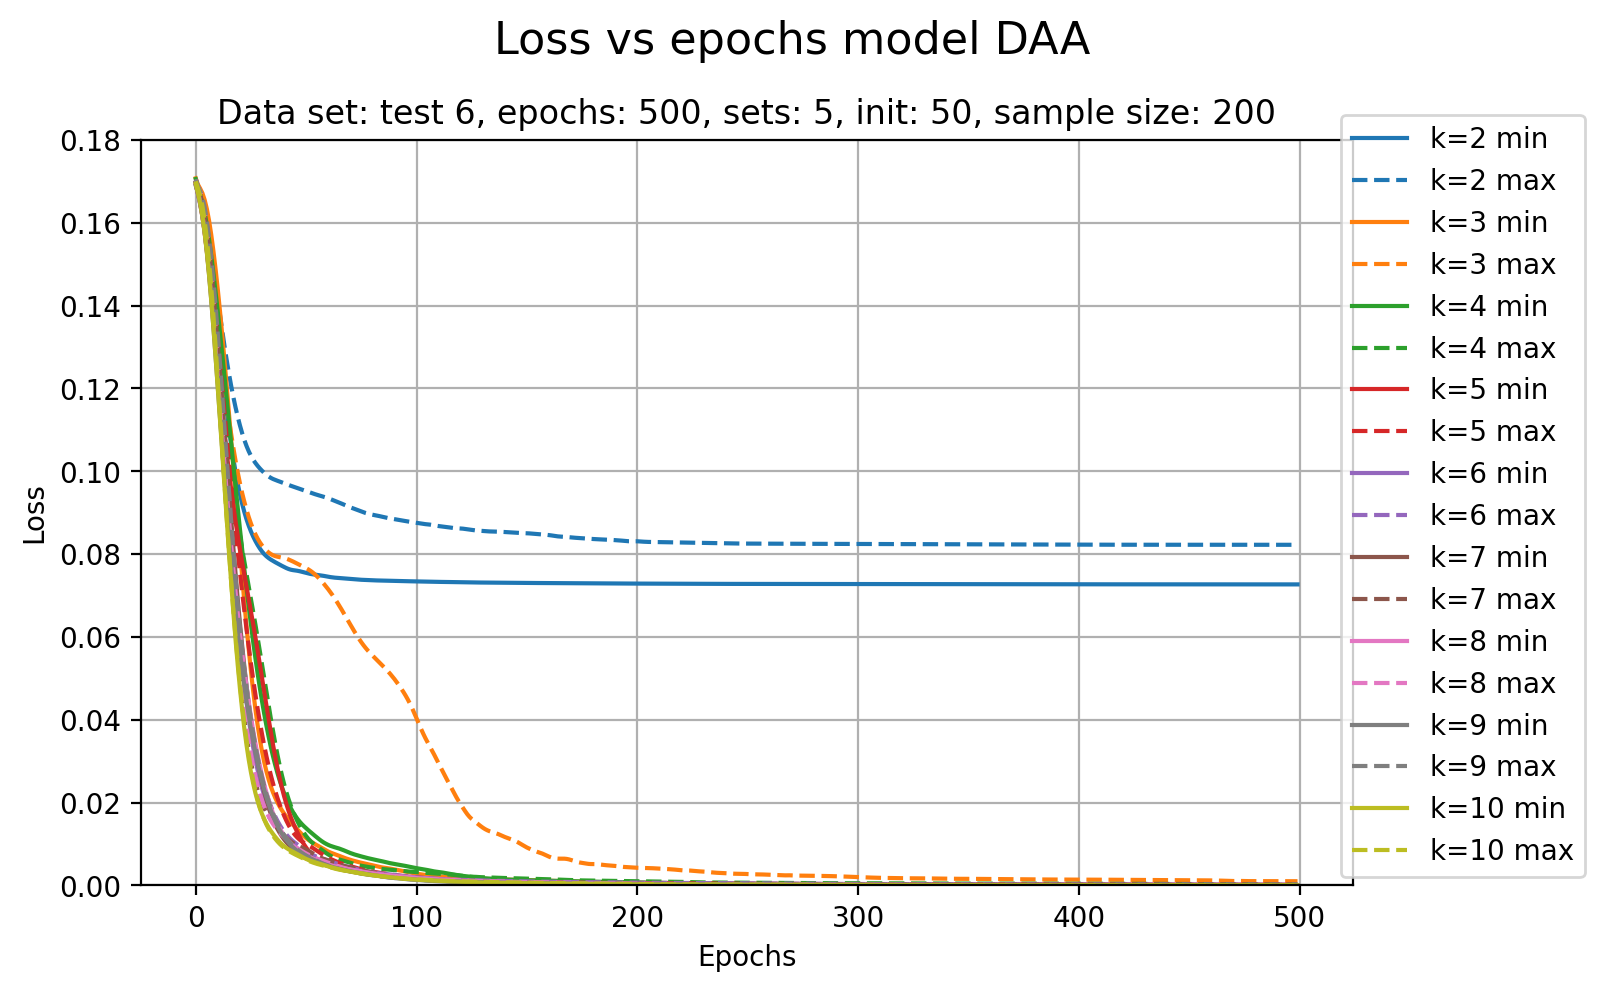 Loss vs epochs model DAA
Data set: test 6, epochs: 500, sets: 5, init: 50, sample size: 200
0.18
0.16
0.14
0.12
0.10
0.08
0.06
0.04
0.02
0.00
Loss
0 100 200 300 400 500
Epochs
k=2 min
k=2 max
k=3 min
k=3 max
k=4 min
k=4 max
k=5 min
k=5 max
k=6 min
k=6 max
k=7 min
k=7 max
k=8 min
k=8 max
k=9 min
k=9 max
k=10 min
k=10 max